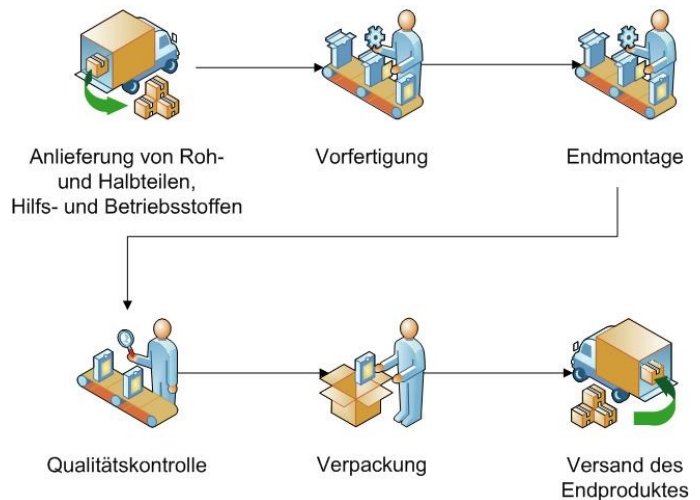 Anlieferung von Roh-
und Halbteilen,
Hilfs- und Betriebsstoffen
Vorfertigung
Endmontage
Qualitätskontrolle
Verpackung
Versand des
Endproduktes